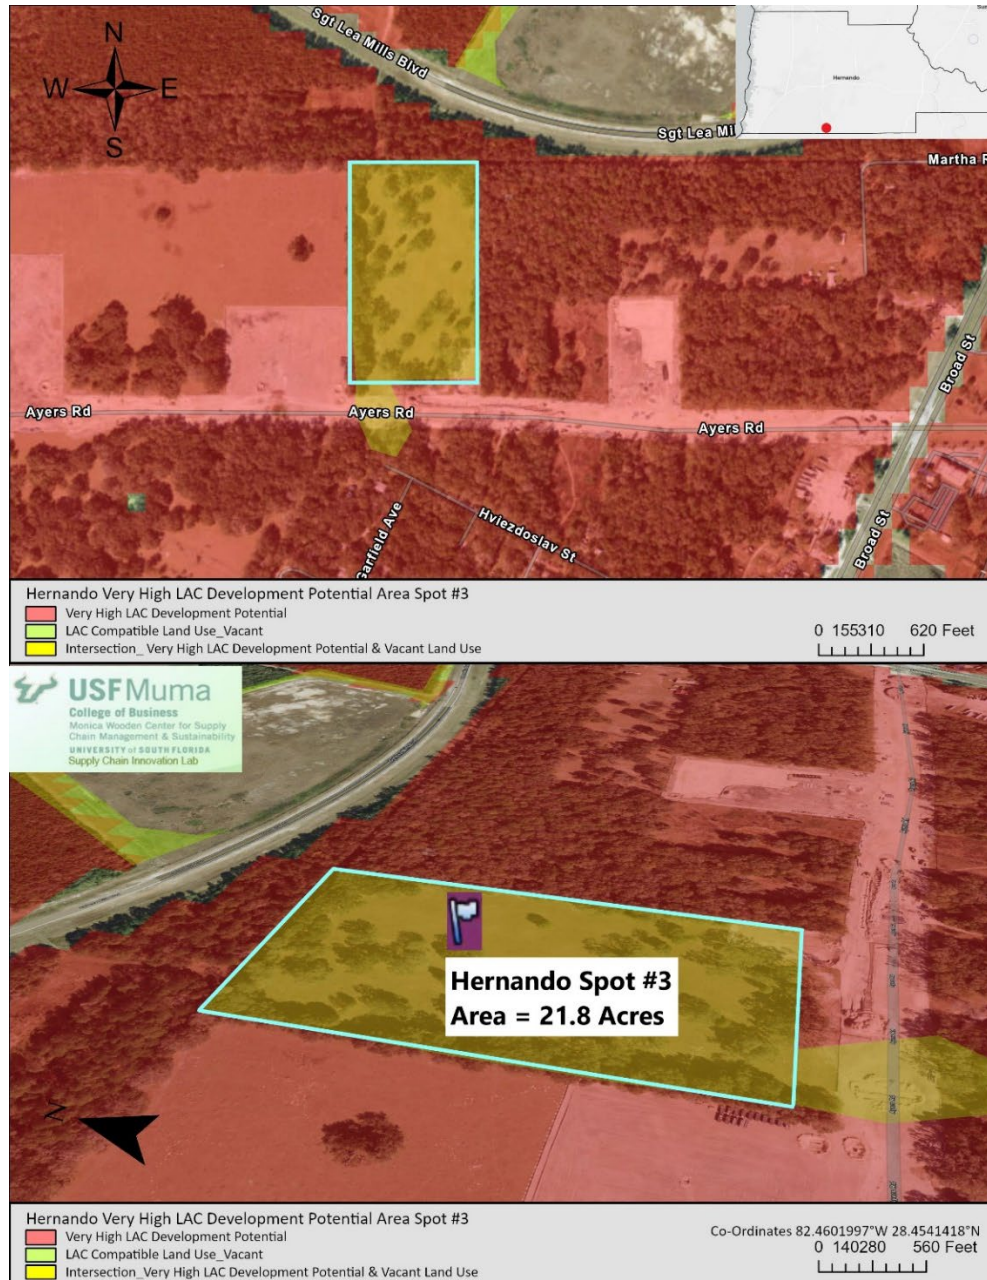 N
W E
S
Sgt Lea Mills Blvd
Hernando
Sgt Lea Mi
Martha R
Ayers Rd
Ayers Rd
Ayers Rd
Broad St
Broad St
Garfield Ave
Hviezdoslav St
Hernando Very High LAC Development Potential Area Spot #3
Very High LAC Development Potential
LAC Compatible Land Use_Vacant
Intersection_ Very High LAC Development Potential & Vacant Land Use
0 155310 620 Feet
USF Muma
College of Business
Monica Wooden Center for Supply
Chain Management & Sustainability
UNIVERSITY of SOUTH FLORIDA
Supply Chain Innovation Lab
Hernando Spot #3
Area = 21.8 Acres
N
Hernando Very High LAC Development Potential Area Spot #3
Very High LAC Development Potential
LAC Compatible Land Use_Vacant
Intersection_Very High LAC Development Potential & Vacant Land Use
Co-Ordinates 82.4601997°W 28.4541418°N
0 140280 560 Feet